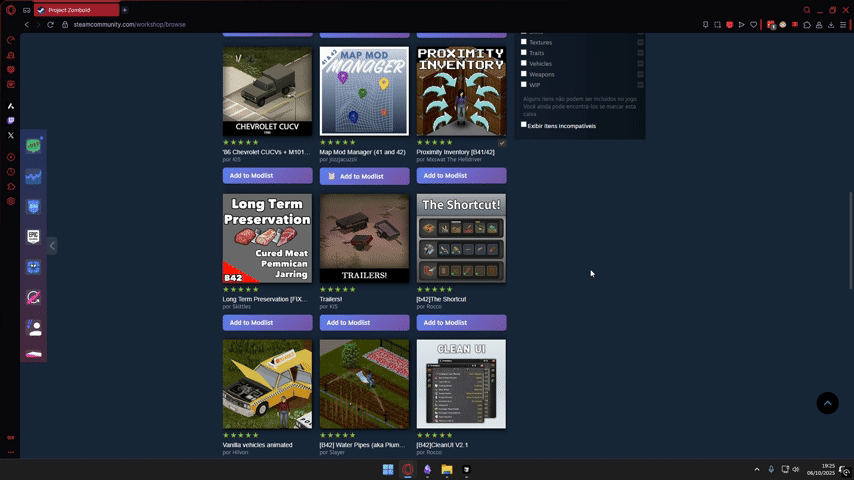 Project Zomboid
steamcommunity.com/workshop/browse
Textures
Traits
Vehicles
Weapons
WIP
Alguns itens não podem ser incluídos no jogo.
Você ainda pode encontrá-los se marcar esta
caixa.
Exibir itens incompatíveis
CHEVROLET CUCV
41 & 42
MAP MOD
MANAGER
PROXIMITY
INVENTORY
'86 Chevrolet CUCVs + M101...
por KI5
Map Mod Manager (41 and 42)
Proximity Inventory [B41/42]
por Mxswat The Helldriver
Add to Modlist
Add to Modlist
Add to Modlist
Long Term
Preservation
Cured Meat
Pemmican
Jarring
B42
TRAILERS!
The Shortcut!
Long Term Preservation [FIX...
por Skittles
Trailers!
por KI5
[b42]The Shortcut
por Rocco
Add to Modlist
Add to Modlist
Add to Modlist
CLEAN UI
Vanilla vehicles animated
por Hilvon
[B42] Water Pipes (aka Plum...
por Slayer
[B42]CleanUI V2.1
por Rocco
EPIC
GAMES
19:25
06/10/2025